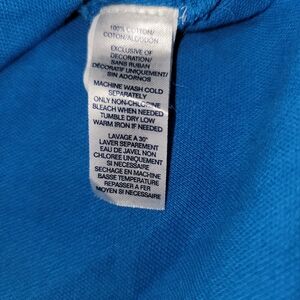 100% COTTON/
COTON/ALGODON
EXCLUSIVE OF
DECORATION/
SANS RUBAN
DÉCORATIF UNIQUEMENT/
SIN ADORNOS
MACHINE WASH COLD
SEPARATELY
ONLY NON-CHLORINE
BLEACH WHEN NEEDED
TUMBLE DRY LOW
WARM IRON IF NEEDED
LAVAGE A 30°
LAVER SEPAREMENT
EAU DE JAVEL NON
CHLOREE UNIQUEMENT
SI NECESSAIRE
SECHAGE EN MACHINE
BASSE TEMPERATURE
REPASSER A FER
MOYEN SI NECESSAIRE